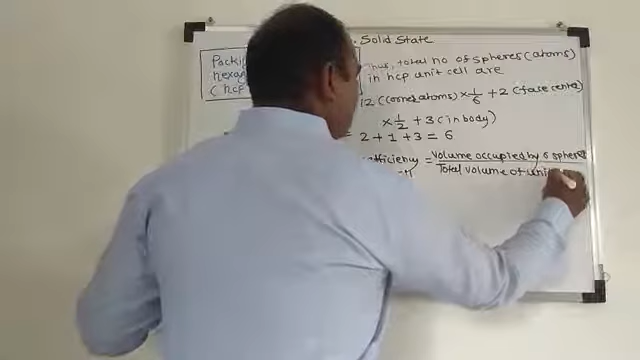 . Solid State
Packi
hexag
( hcp
thus, total no of spheres (atoms)
in hcp unit cell are
12 (corner atoms) × 1/6 + 2 (face center)
× 1/2 + 3 (in body)
= 2 + 1 + 3 = 6
efficiency = Volume occupied by 6 spheres
Total volume of unit